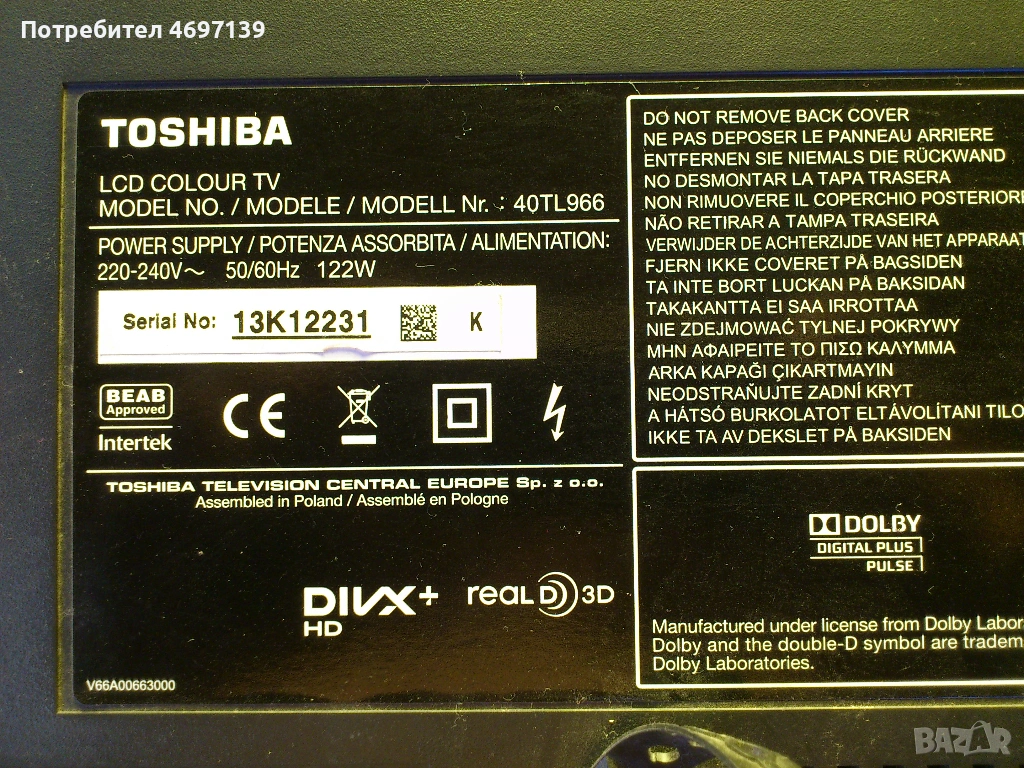 Потребител 4697139
TOSHIBA
LCD COLOUR TV
MODEL NO. / MODELE / MODELL Nr. : 40TL966
POWER SUPPLY / POTENZA ASSORBITA / ALIMENTATION:
220-240V～ 50/60Hz 122W
Serial No: 13K12231 K
BEAB
Approved
Intertek
CE
TOSHIBA TELEVISION CENTRAL EUROPE Sp. z o.o.
Assembled in Poland / Assemblé en Pologne
DIVX+
HD
REAL D 3D
V66A00663000
DO NOT REMOVE BACK COVER
NE PAS DEPOSER LE PANNEAU ARRIERE
ENTFERNEN SIE NIEMALS DIE RÜCKWAND
NO DESMONTAR LA TAPA TRASERA
NON RIMUOVERE IL COPERCHIO POSTERIORE
NÃO RETIRAR A TAMPA TRASEIRA
VERWIJDER DE ACHTERZIJDE VAN HET APPARAAT
FJERN IKKE COVERET PÅ BAGSIDEN
TA INTE BORT LUCKAN PÅ BAKSIDAN
TAKAKANTTA EI SAA IRROTTAA
NIE ZDEJMOWAĆ TYLNEJ POKRYWY
ΜΗΝ ΑΦΑΙΡΕΙΤΕ ΤΟ ΠΙΣΩ ΚΑΛΥΜΜΑ
ARKA KAPAĞI ÇIKARTMAYIN
NEODSTRAŇUJTE ZADNÍ KRYT
A HÁTSÓ BURKOLATOT ELTÁVOLÍTANI TILO
IKKE TA AV DEKSLET PÅ BAKSIDEN
DOLBY
DIGITAL PLUS
PULSE
Manufactured under license from Dolby Labor
Dolby and the double-D symbol are tradem
Dolby Laboratories.
BAZAR